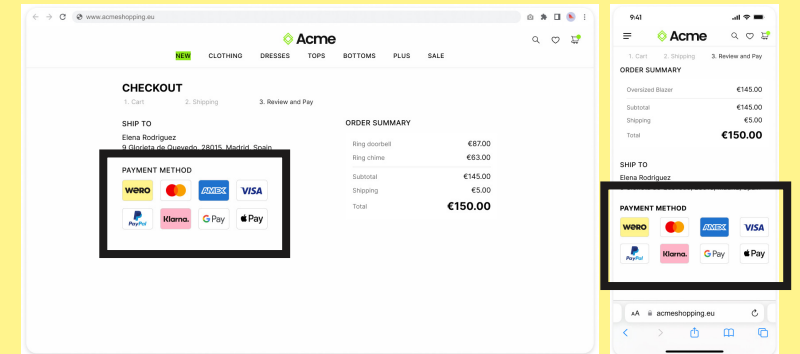 www.acmeshopping.eu
Acme
NEW CLOTHING DRESSES TOPS BOTTOMS PLUS SALE
CHECKOUT
1. Cart 2. Shipping 3. Review and Pay
SHIP TO
Elena Rodriguez
9 Glorieta de Quevedo, 28015, Madrid, Spain
PAYMENT METHOD
wero AMEX VISA
PayPal Klarna. G Pay Pay
ORDER SUMMARY
Ring doorbell €87.00
Ring chime €63.00
Subtotal €145.00
Shipping €5.00
Total €150.00
9:41
Acme
1. Cart 2. Shipping 3. Review and Pay
ORDER SUMMARY
Oversized Blazer €145.00
Subtotal €145.00
Shipping €5.00
Total €150.00
SHIP TO
Elena Rodriguez
PAYMENT METHOD
wero AMEX VISA
PayPal Klarna. G Pay Pay
AA acmeshopping.eu